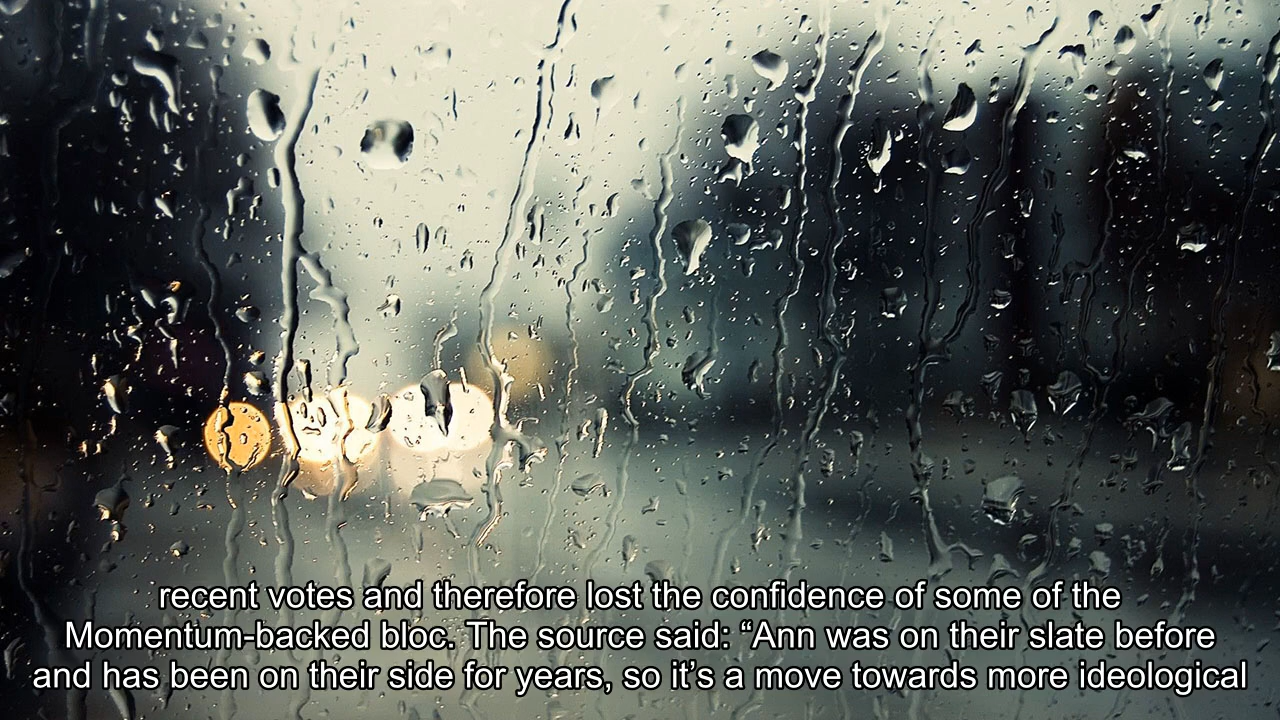 recent votes and therefore lost the confidence of some of the
Momentum-backed bloc. The source said: “Ann was on their slate before
and has been on their side for years, so it’s a move towards more ideological